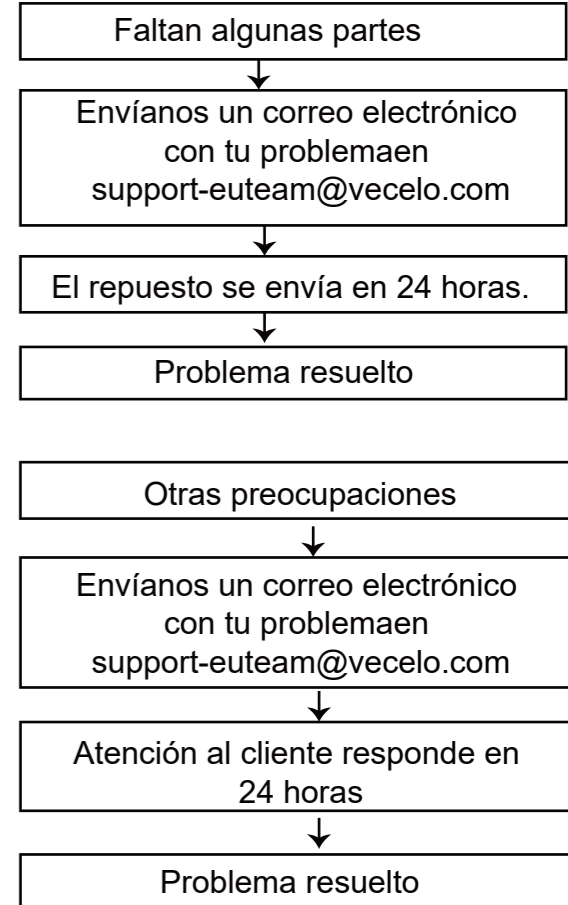 Faltan algunas partes
Envíanos un correo electrónico
con tu problemaen
support-euteam@vecelo.com
El repuesto se envía en 24 horas.
Problema resuelto
Otras preocupaciones
Envíanos un correo electrónico
con tu problemaen
support-euteam@vecelo.com
Atención al cliente responde en
24 horas
Problema resuelto